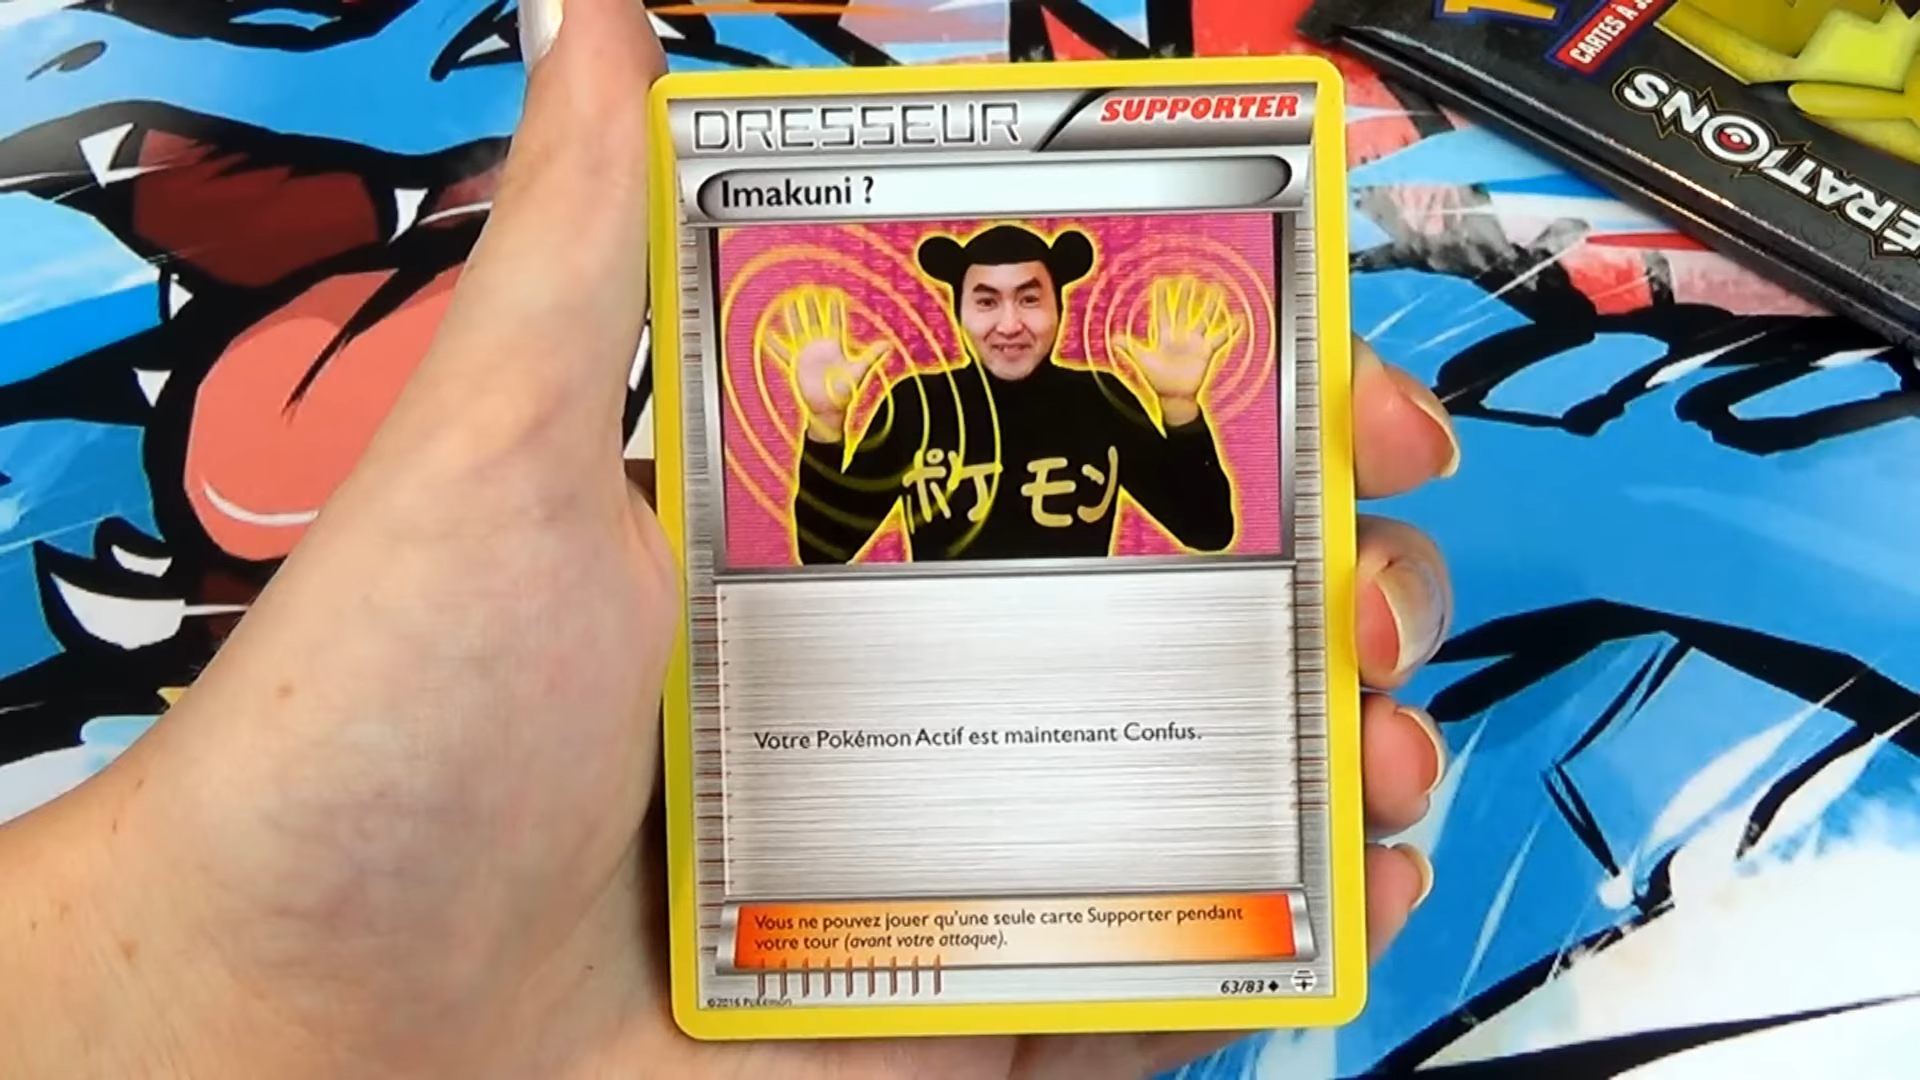 DRESSEUR
SUPPORTER
Imakuni ?
ポケモン
Votre Pokémon Actif est maintenant Confus.
Vous ne pouvez jouer qu'une seule carte Supporter pendant
votre tour (avant votre attaque).
©2016 Pokémon
63/83
CARTES À
ÉRATIONS